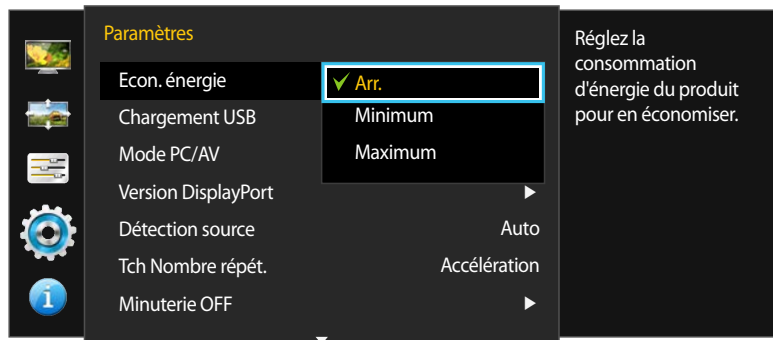 Paramètres
Econ. énergie
Arr.
Chargement USB
Minimum
Mode PC/AV
Maximum
Version DisplayPort
Détection source
Auto
Tch Nombre répét.
Accélération
Minuterie OFF
Réglez la
consommation
d'énergie du produit
pour en économiser.